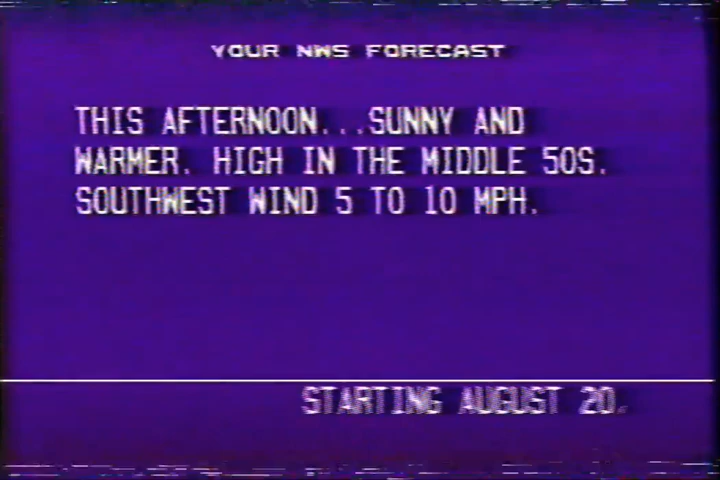 YOUR NWS FORECAST
THIS AFTERNOON...SUNNY AND
WARMER. HIGH IN THE MIDDLE 50S.
SOUTHWEST WIND 5 TO 10 MPH.
STARTING AUGUST 20.